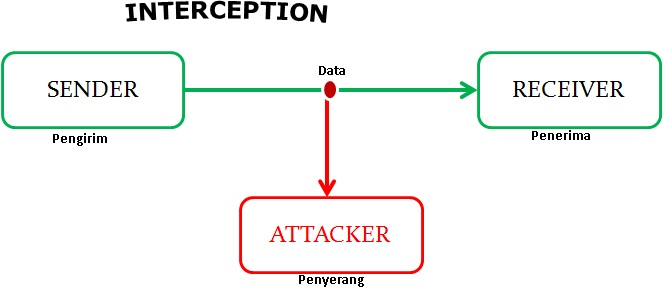 INTERCEPTION
Data
SENDER
RECEIVER
Pengirim
Penerima
ATTACKER
Penyerang